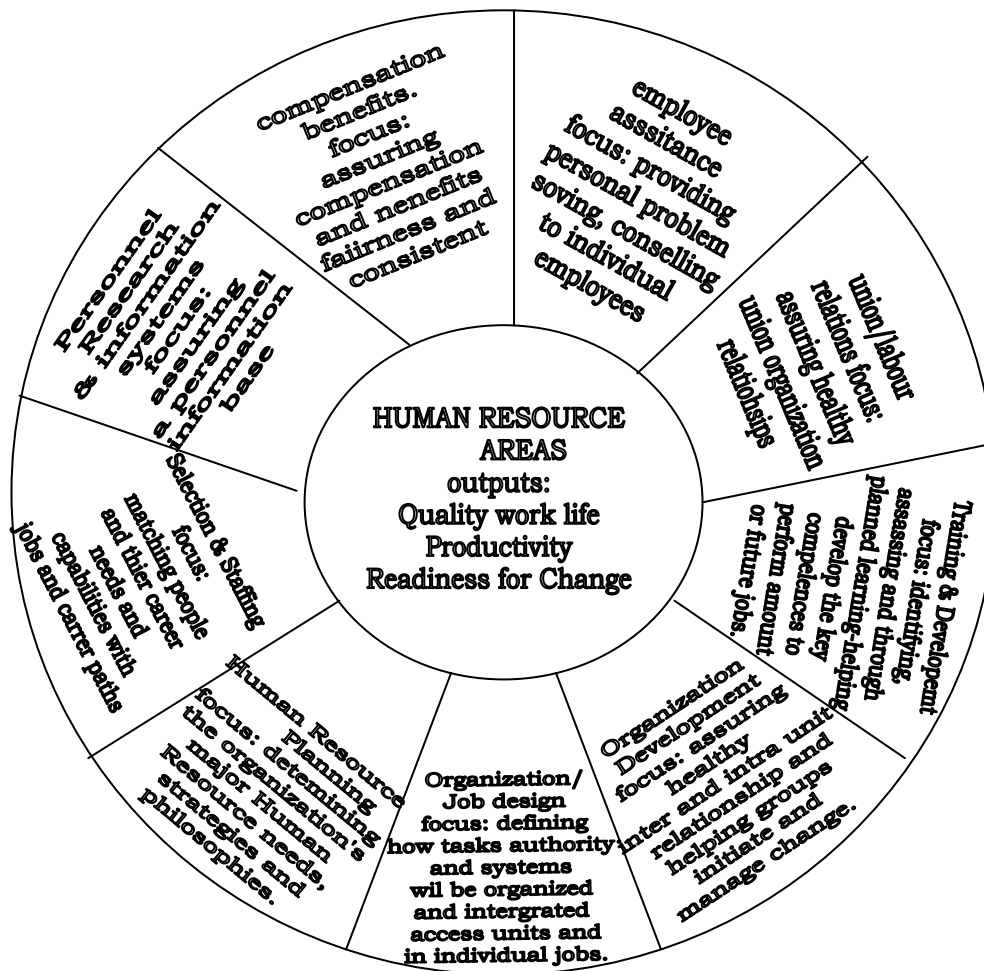 compensation
benefits.
focus:
assuring
compensation
and nenefits
faiirness and
consistent
employee
asssitance
focus: providing
personal problem
soving, conselling
to individual
employees
union/labour
relations focus:
assuring healthy
union organization
relatiohsips
Training & Developemt
focus: identifying,
assassing and through
planned learning-helping
develop the key
compelences to
perform amount
or future jobs.
Organization
Development
focus: assuring
healthy
inter and intra unit
relationship and
helping groups
initiate and
manage change.
Organization/
Job design
focus: defining
how tasks authority
and systems
wil be organized
and intergrated
access units and
in individual jobs.
Human Resource
Planning
focus: detemining
the organization's
major Human
Resource needs,
strategies and
philosophies.
Selection & Staffing
focus:
matching people
and thier career
needs and
capabilities with
jobs and carrer paths
Personnel
Research
& information
systems
focus:
assuring
a personnel
information
base
HUMAN RESOURCE
AREAS
outputs:
Quality work life
Productivity
Readiness for Change